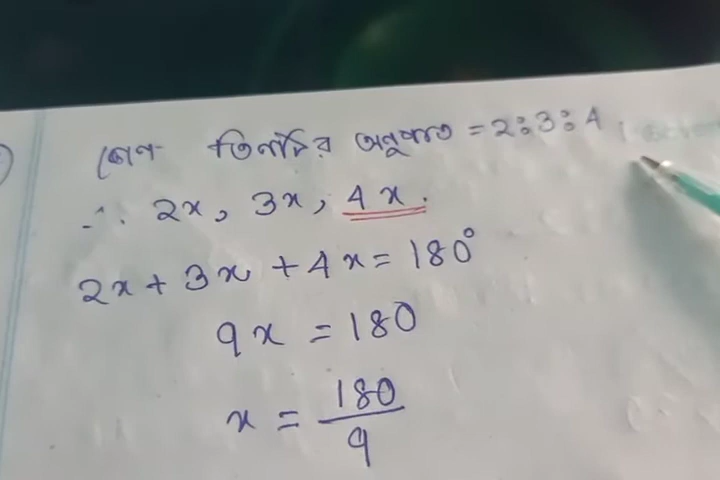 কোন তিনটির অনুপাত = 2:3:4
∴ 2x, 3x, 4x.
2x + 3x + 4x = 180°
9x = 180
x = 180/9